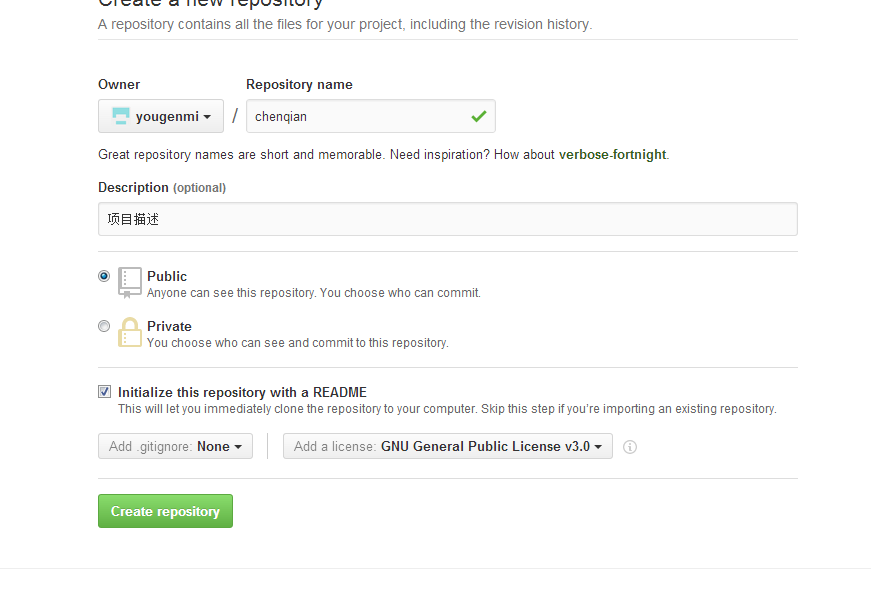 Create a new repository
A repository contains all the files for your project, including the revision history.
Owner
Repository name
yougenmi
/
chenqian
Great repository names are short and memorable. Need inspiration? How about verbose-fortnight.
Description (optional)
项目描述
Public
Anyone can see this repository. You choose who can commit.
Private
You choose who can see and commit to this repository.
Initialize this repository with a README
This will let you immediately clone the repository to your computer. Skip this step if you're importing an existing repository.
Add .gitignore: None
Add a license: GNU General Public License v3.0
Create repository